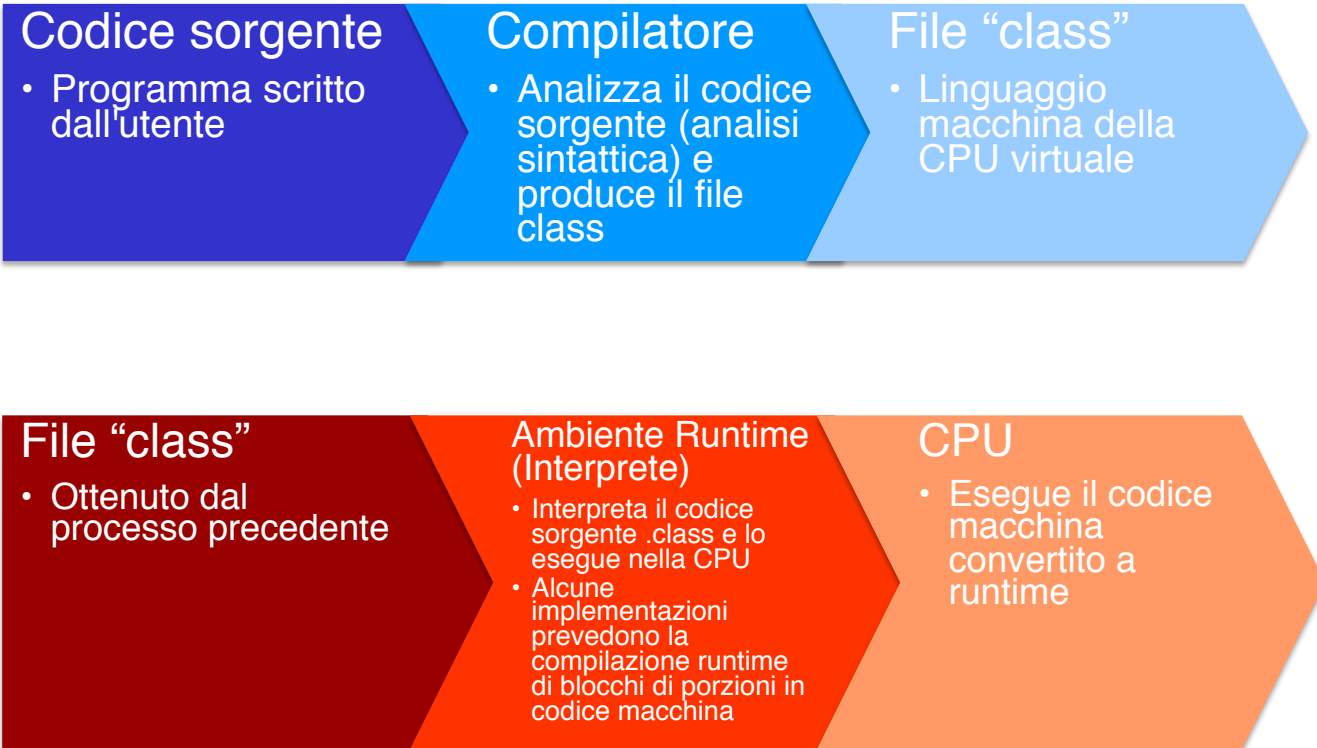 Codice sorgente
• Programma scritto
dall'utente
Compilatore
• Analizza il codice
sorgente (analisi
sintattica) e
produce il file
class
File “class”
• Linguaggio
macchina della
CPU virtuale
File “class”
• Ottenuto dal
processo precedente
Ambiente Runtime
(Interprete)
• Interpreta il codice
sorgente .class e lo
esegue nella CPU
• Alcune
implementazioni
prevedono la
compilazione runtime
di blocchi di porzioni in
codice macchina
CPU
• Esegue il codice
macchina
convertito a
runtime